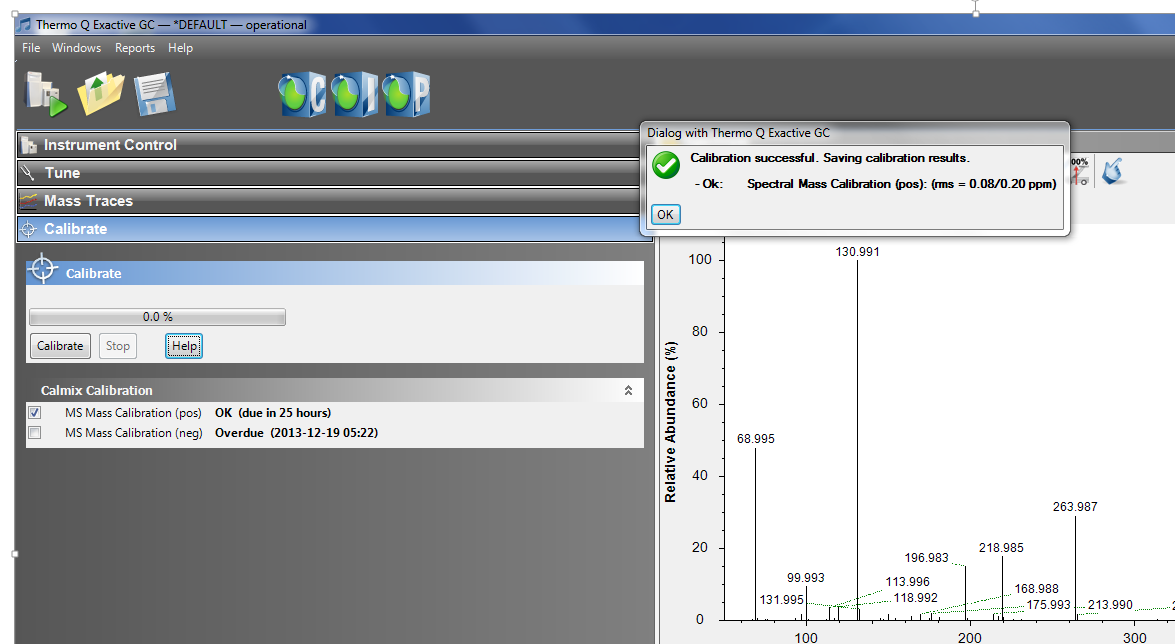 Thermo Q Exactive GC — *DEFAULT — operational
File Windows Reports Help
C I P
Instrument Control
Tune
Mass Traces
Calibrate
Calibrate
0.0 %
Calibrate Stop Help
Calmix Calibration
MS Mass Calibration (pos) OK (due in 25 hours)
MS Mass Calibration (neg) Overdue (2013-12-19 05:22)
Dialog with Thermo Q Exactive GC
Calibration successful. Saving calibration results.
- Ok: Spectral Mass Calibration (pos): (rms = 0.08/0.20 ppm)
OK
00%
Relative Abundance (%)
100
80
60
40
20
0
130.991
68.995
263.987
218.985
196.983
99.993
113.996
168.988
131.995
118.992
175.993
213.990
100 200 300